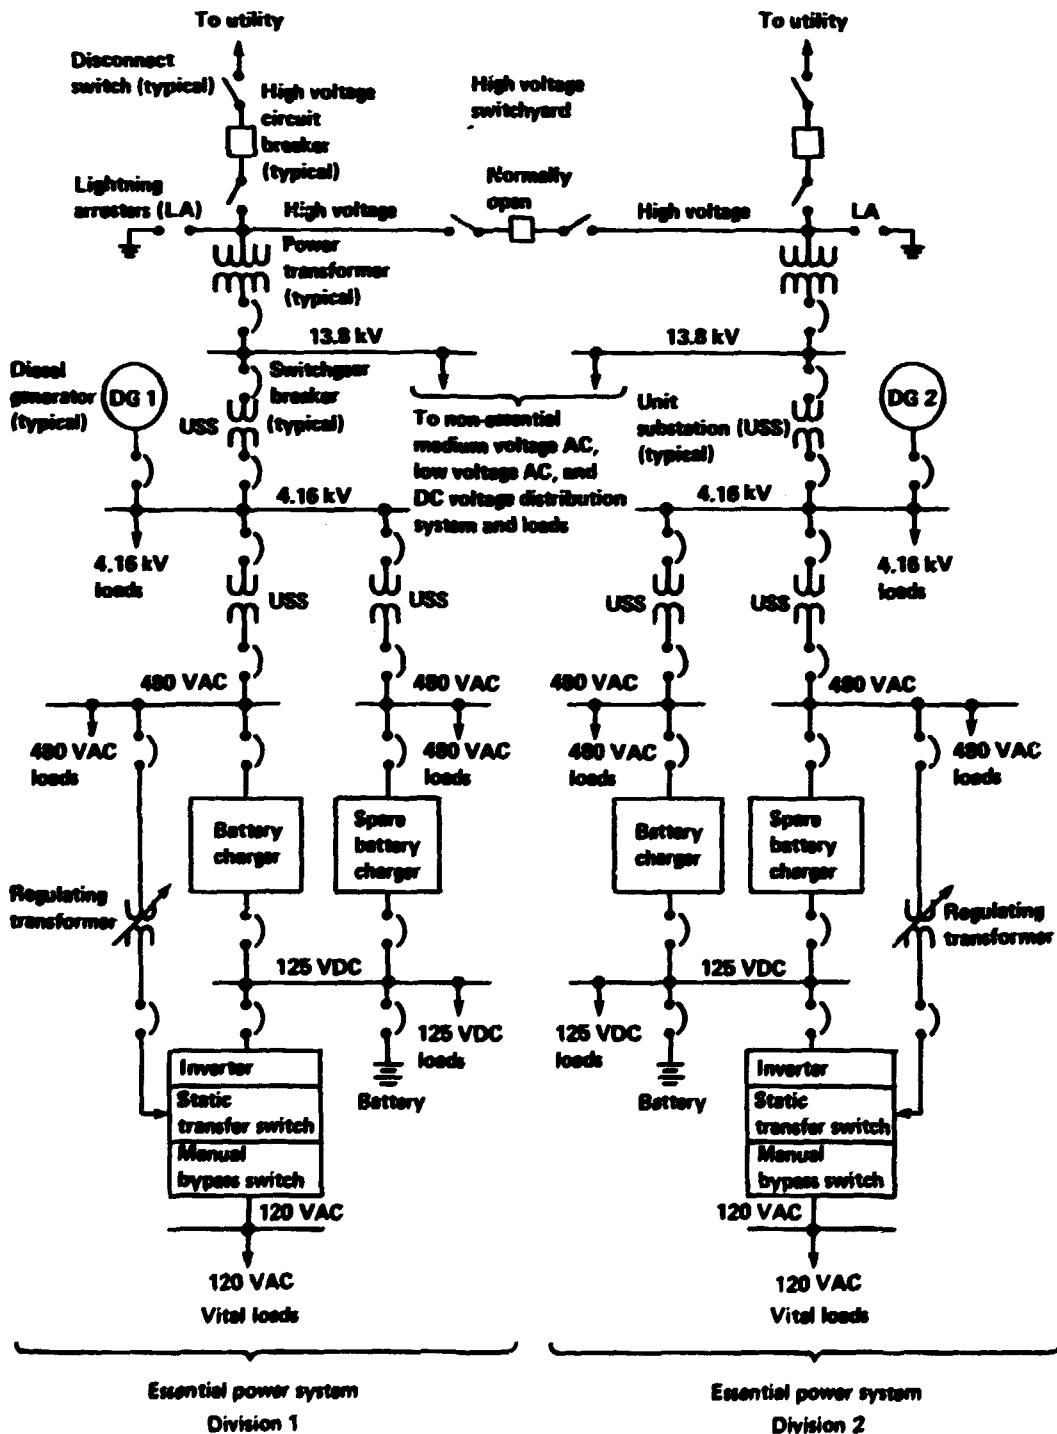 To utility
To utility
Disconnect
switch (typical)
High voltage
circuit
breaker
(typical)
High voltage
switchyard
Lightning
arresters (LA)
High voltage
Normally
open
High voltage
LA
Power
transformer
(typical)
13.8 kV
13.8 kV
Diesel
generator
(typical)
DG 1
Switchgear
breaker
(typical)
USS
To non-essential
medium voltage AC,
low voltage AC, and
DC voltage distribution
system and loads
Unit
substation (USS)
(typical)
DG 2
4.16 kV
4.16 kV
4.16 kV
loads
4.16 kV
loads
USS
USS
USS
USS
480 VAC
480 VAC
480 VAC
480 VAC
480 VAC
loads
480 VAC
loads
480 VAC
loads
480 VAC
loads
Battery
charger
Spare
battery
charger
Battery
charger
Spare
battery
charger
Regulating
transformer
Regulating
transformer
125 VDC
125 VDC
125 VDC
loads
125 VDC
loads
Inverter
Static
transfer switch
Manual
bypass switch
Battery
Battery
Inverter
Static
transfer switch
Manual
bypass switch
120 VAC
120 VAC
120 VAC
Vital loads
120 VAC
Vital loads
Essential power system
Division 1
Essential power system
Division 2